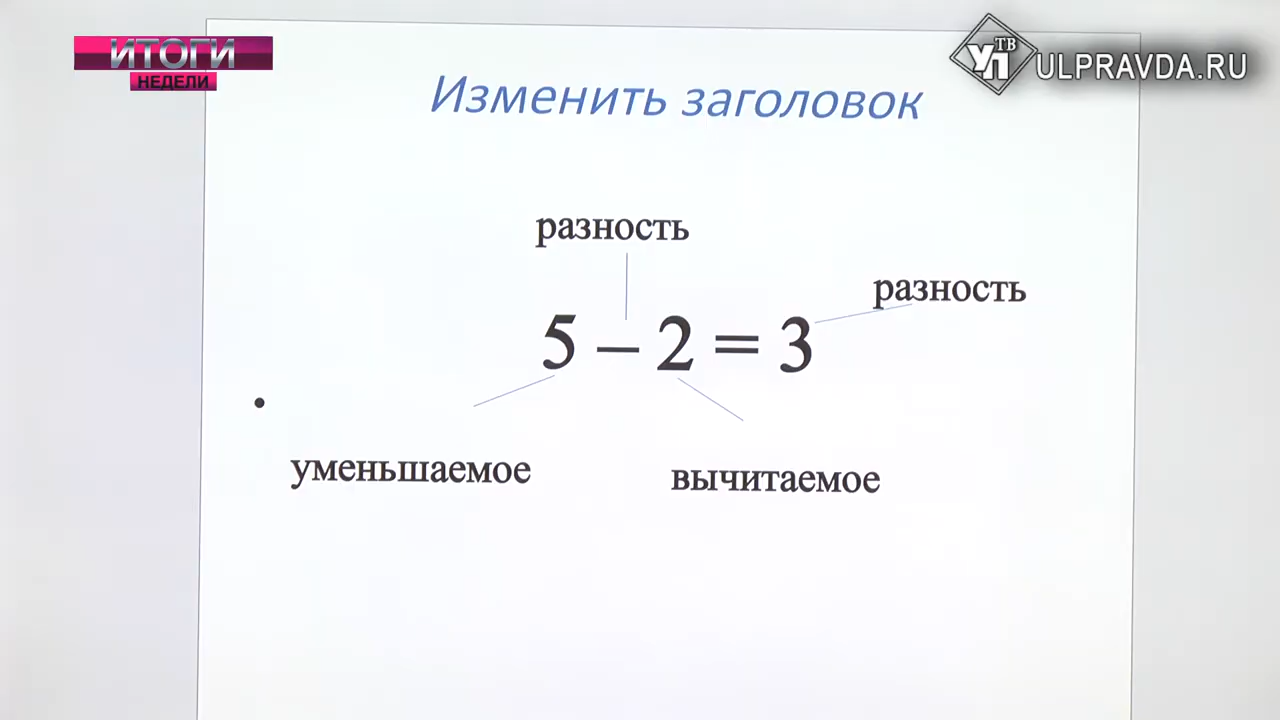 ИТОГИ
НЕДЕЛИ
УП ТВ
ULPRAVDA.RU
Изменить заголовок
разность
разность
5 – 2 = 3
•
уменьшаемое
вычитаемое